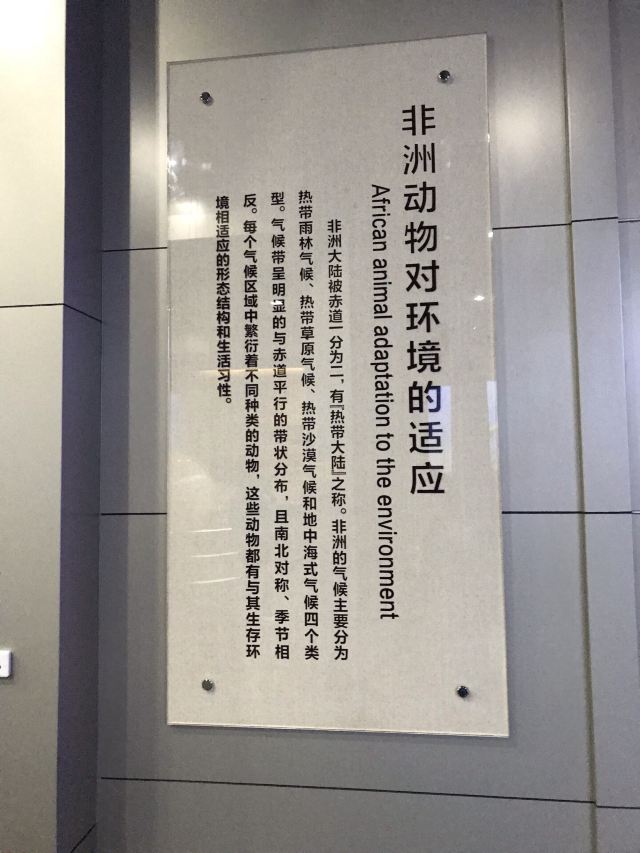 非洲动物对环境的适应
African animal adaptation to the environment
非洲大陆被赤道一分为二，有『热带大陆』之称。非洲的气候主要分为
热带雨林气候、热带草原气候、热带沙漠气候和地中海式气候四个类
型。气候带呈明显的与赤道平行的带状分布，且南北对称、季节相
反。每个气候区域中繁衍着不同种类的动物，这些动物都有与其生存环
境相适应的形态结构和生活习性。